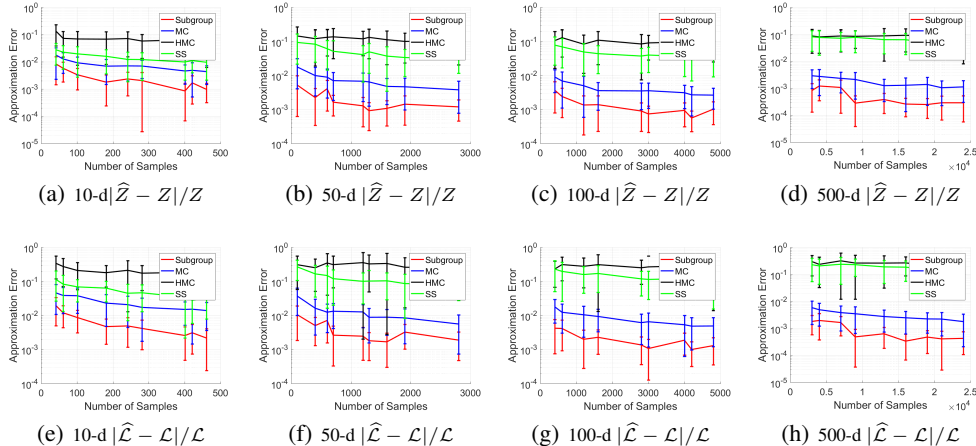 Approximation Error
10^0
10^-1
10^-2
10^-3
10^-4
10^-5
0 100 200 300 400 500
Number of Samples
Subgroup
MC
HMC
SS
(a) 10-d|Ẑ − Z|/Z
Approximation Error
10^0
10^-1
10^-2
10^-3
10^-4
0 1000 2000 3000
Number of Samples
Subgroup
MC
HMC
SS
(b) 50-d |Ẑ − Z|/Z
Approximation Error
10^0
10^-1
10^-2
10^-3
10^-4
0 1000 2000 3000 4000 5000
Number of Samples
Subgroup
MC
HMC
SS
(c) 100-d |Ẑ − Z|/Z
Approximation Error
10^0
10^-1
10^-2
10^-3
10^-4
10^-5
0 0.5 1 1.5 2 2.5
Number of Samples ×10^4
Subgroup
MC
HMC
SS
(d) 500-d |Ẑ − Z|/Z
Approximation Error
10^0
10^-1
10^-2
10^-3
10^-4
0 100 200 300 400 500
Number of Samples
Subgroup
MC
HMC
SS
(e) 10-d |ℒ̂ − ℒ|/ℒ
Approximation Error
10^0
10^-1
10^-2
10^-3
10^-4
0 1000 2000 3000
Number of Samples
Subgroup
MC
HMC
SS
(f) 50-d |ℒ̂ − ℒ|/ℒ
Approximation Error
10^0
10^-1
10^-2
10^-3
10^-4
0 1000 2000 3000 4000 5000
Number of Samples
Subgroup
MC
HMC
SS
(g) 100-d |ℒ̂ − ℒ|/ℒ
Approximation Error
10^0
10^-1
10^-2
10^-3
10^-4
10^-5
0 0.5 1 1.5 2 2.5
Number of Samples ×10^4
Subgroup
MC
HMC
SS
(h) 500-d |ℒ̂ − ℒ|/ℒ